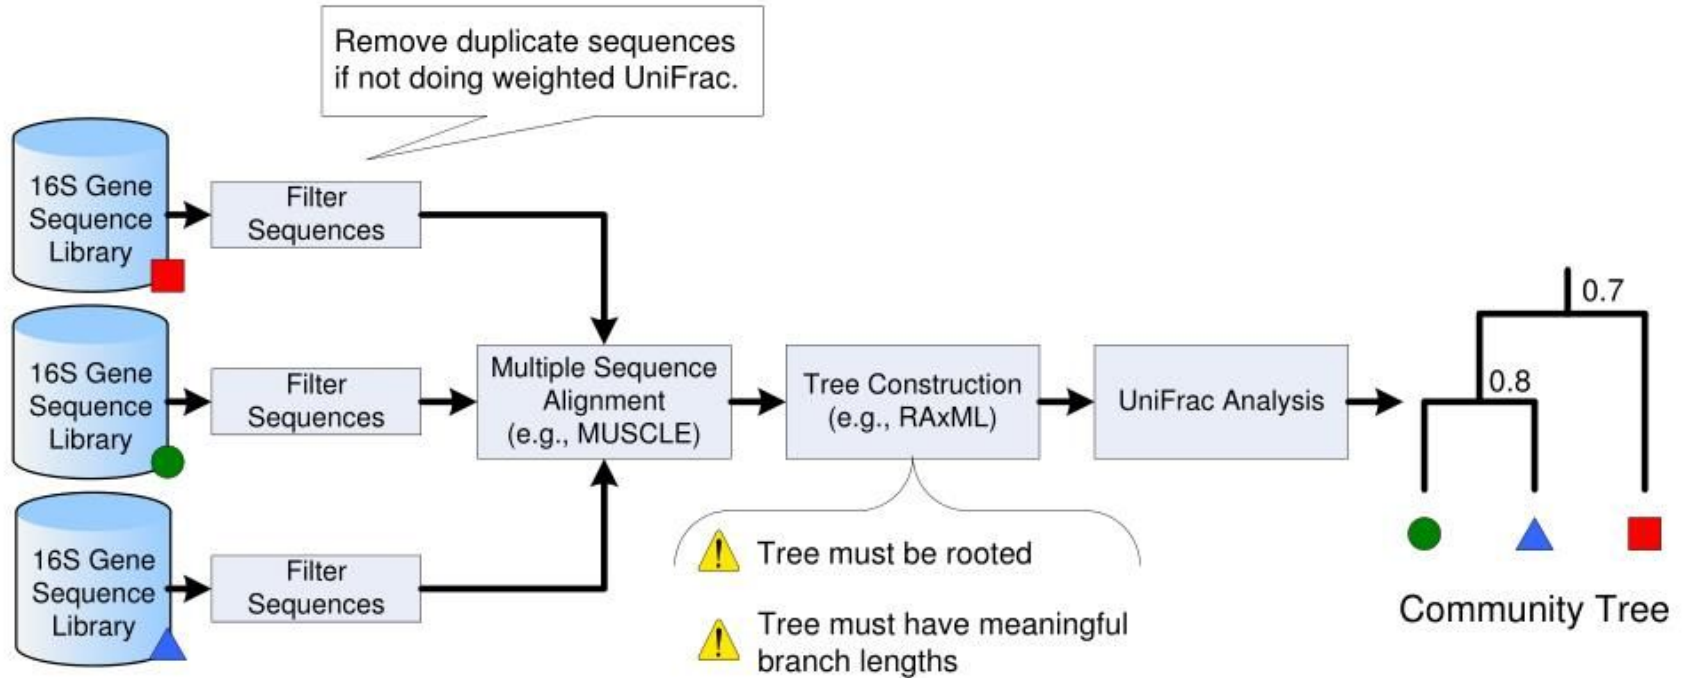 Remove duplicate sequences
if not doing weighted UniFrac.
16S Gene
Sequence
Library
Filter
Sequences
16S Gene
Sequence
Library
Filter
Sequences
16S Gene
Sequence
Library
Filter
Sequences
Multiple Sequence
Alignment
(e.g., MUSCLE)
Tree Construction
(e.g., RAxML)
UniFrac Analysis
! Tree must be rooted
! Tree must have meaningful
branch lengths
0.7
0.8
Community Tree